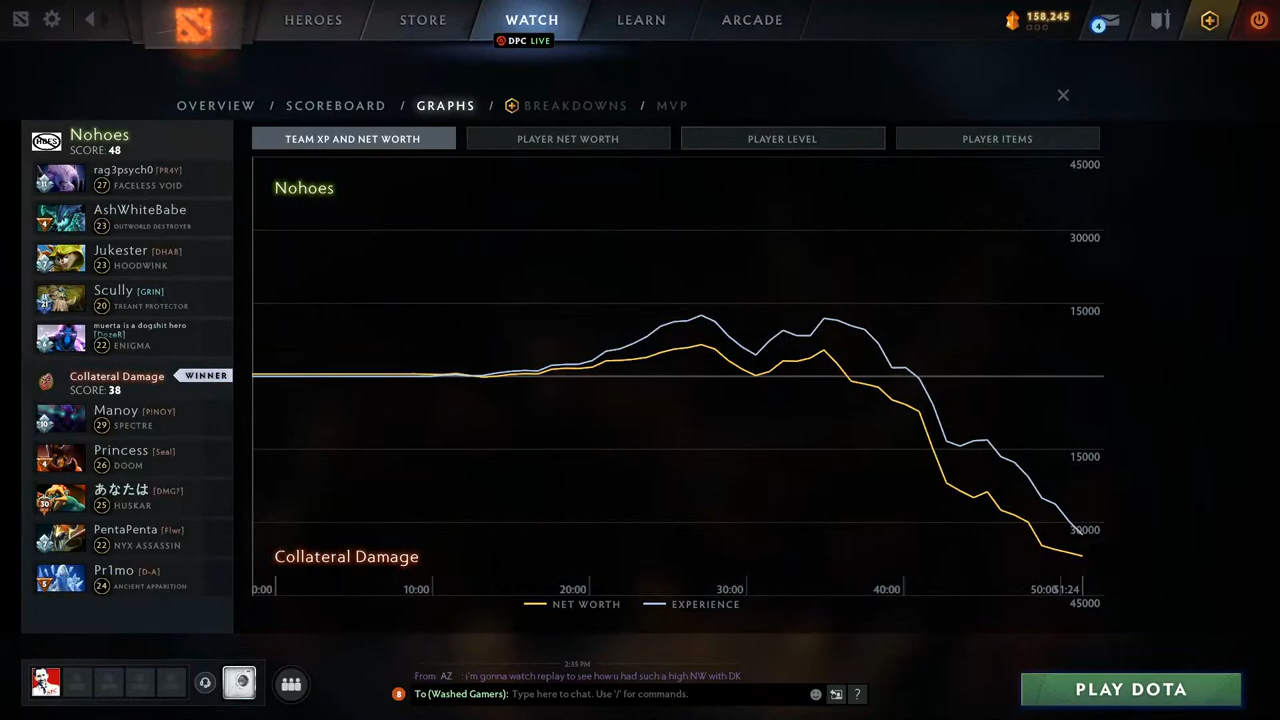 HEROES
STORE
WATCH
LEARN
ARCADE
158,245
4
DPC LIVE
OVERVIEW / SCOREBOARD / GRAPHS / BREAKDOWNS / MVP
TEAM XP AND NET WORTH
PLAYER NET WORTH
PLAYER LEVEL
PLAYER ITEMS
Nohoes
SCORE: 48
rag3psych0 [PR4Y]
27 FACELESS VOID
AshWhiteBabe
23 OUTWORLD DESTROYER
Jukester [DHAB]
23 HOODWINK
Scully [GRIN]
20 TREANT PROTECTOR
muerta is a dogshit hero
[DozeR]
22 ENIGMA
Collateral Damage
WINNER
SCORE: 38
Manoy [PINOY]
29 SPECTRE
Princess [Seal]
26 DOOM
あなたは [DMG?]
25 HUSKAR
PentaPenta [Flwr]
22 NYX ASSASSIN
Pr1mo [D-A]
24 ANCIENT APPARITION
Nohoes
45000
30000
15000
15000
30000
45000
Collateral Damage
0:00 10:00 20:00 30:00 40:00 50:00 51:24
NET WORTH
EXPERIENCE
2:35 PM
From AZ : i'm gonna watch replay to see how u had such a high NW with DK
8
To (Washed Gamers): Type here to chat. Use '/' for commands.
?
PLAY DOTA